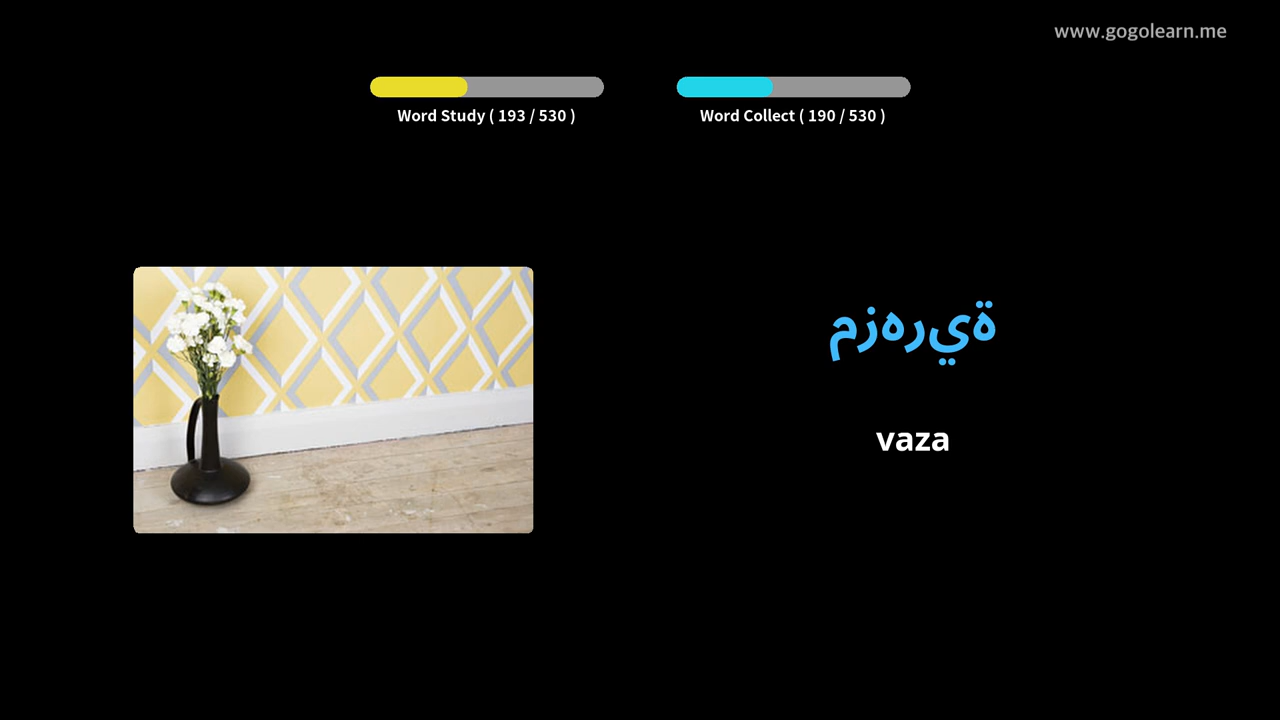 www.gogolearn.me
Word Study ( 193 / 530 )
Word Collect ( 190 / 530 )
مزهرية
vaza